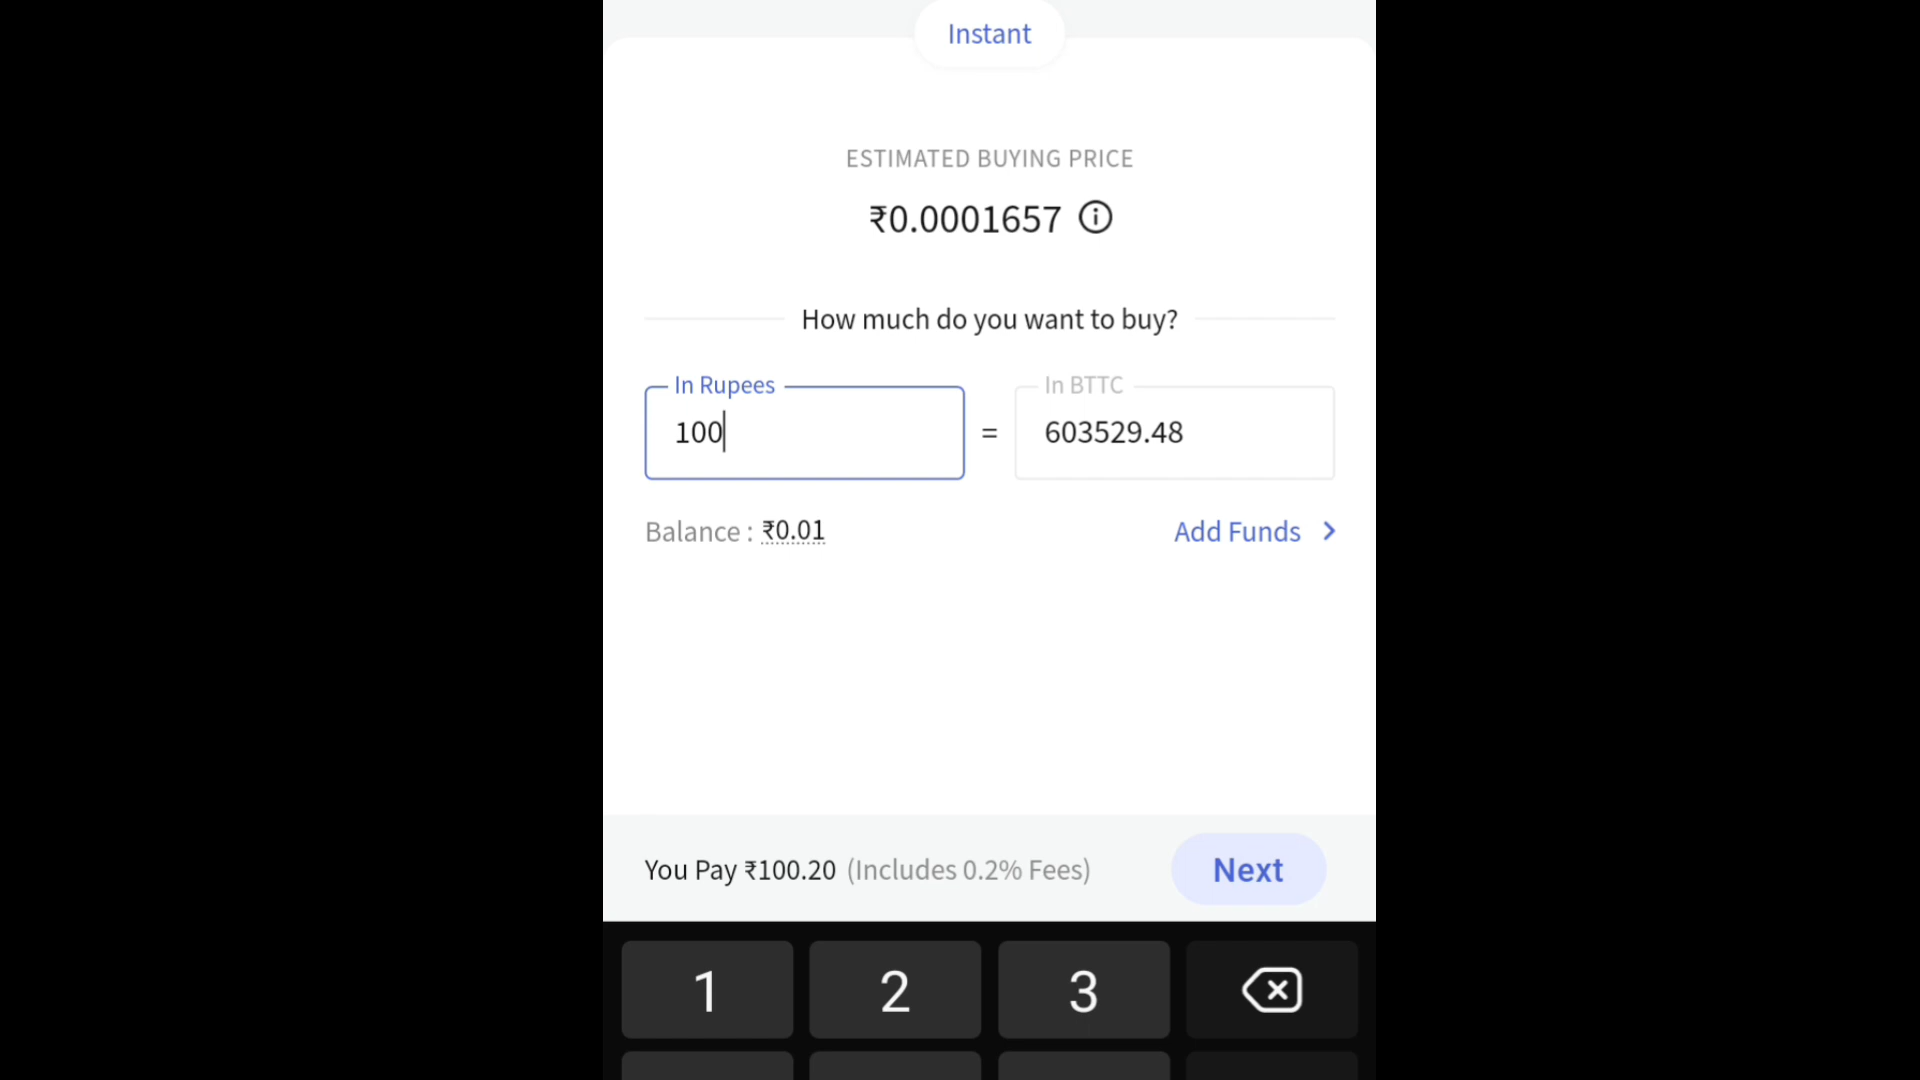 Instant
ESTIMATED BUYING PRICE
₹0.0001657
How much do you want to buy?
In Rupees
In BTTC
100 = 603529.48
Balance : ₹0.01
Add Funds
You Pay ₹100.20 (Includes 0.2% Fees)
Next
1 2 3